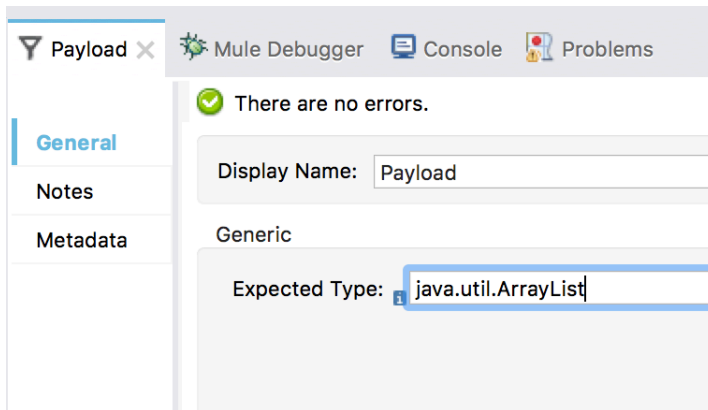 Payload Mule Debugger Console Problems
There are no errors.
General
Display Name: Payload
Notes
Metadata
Generic
Expected Type: java.util.ArrayList